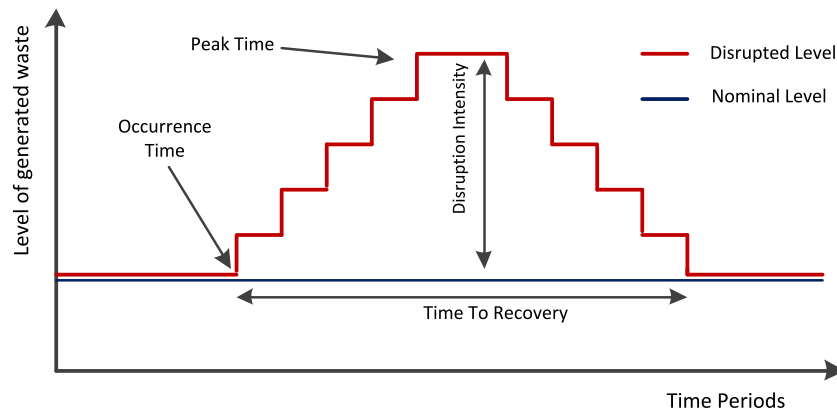 Peak Time
Disrupted Level
Nominal Level
Occurrence
Time
Disruption Intensity
Level of generated waste
Time To Recovery
Time Periods